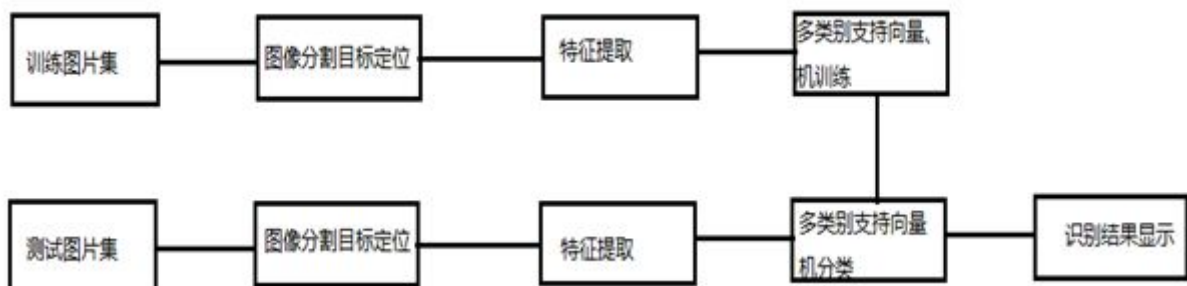 训练图片集
图像分割目标定位
特征提取
多类别支持向量、
机训练
测试图片集
图像分割目标定位
特征提取
多类别支持向量
机分类
识别结果显示